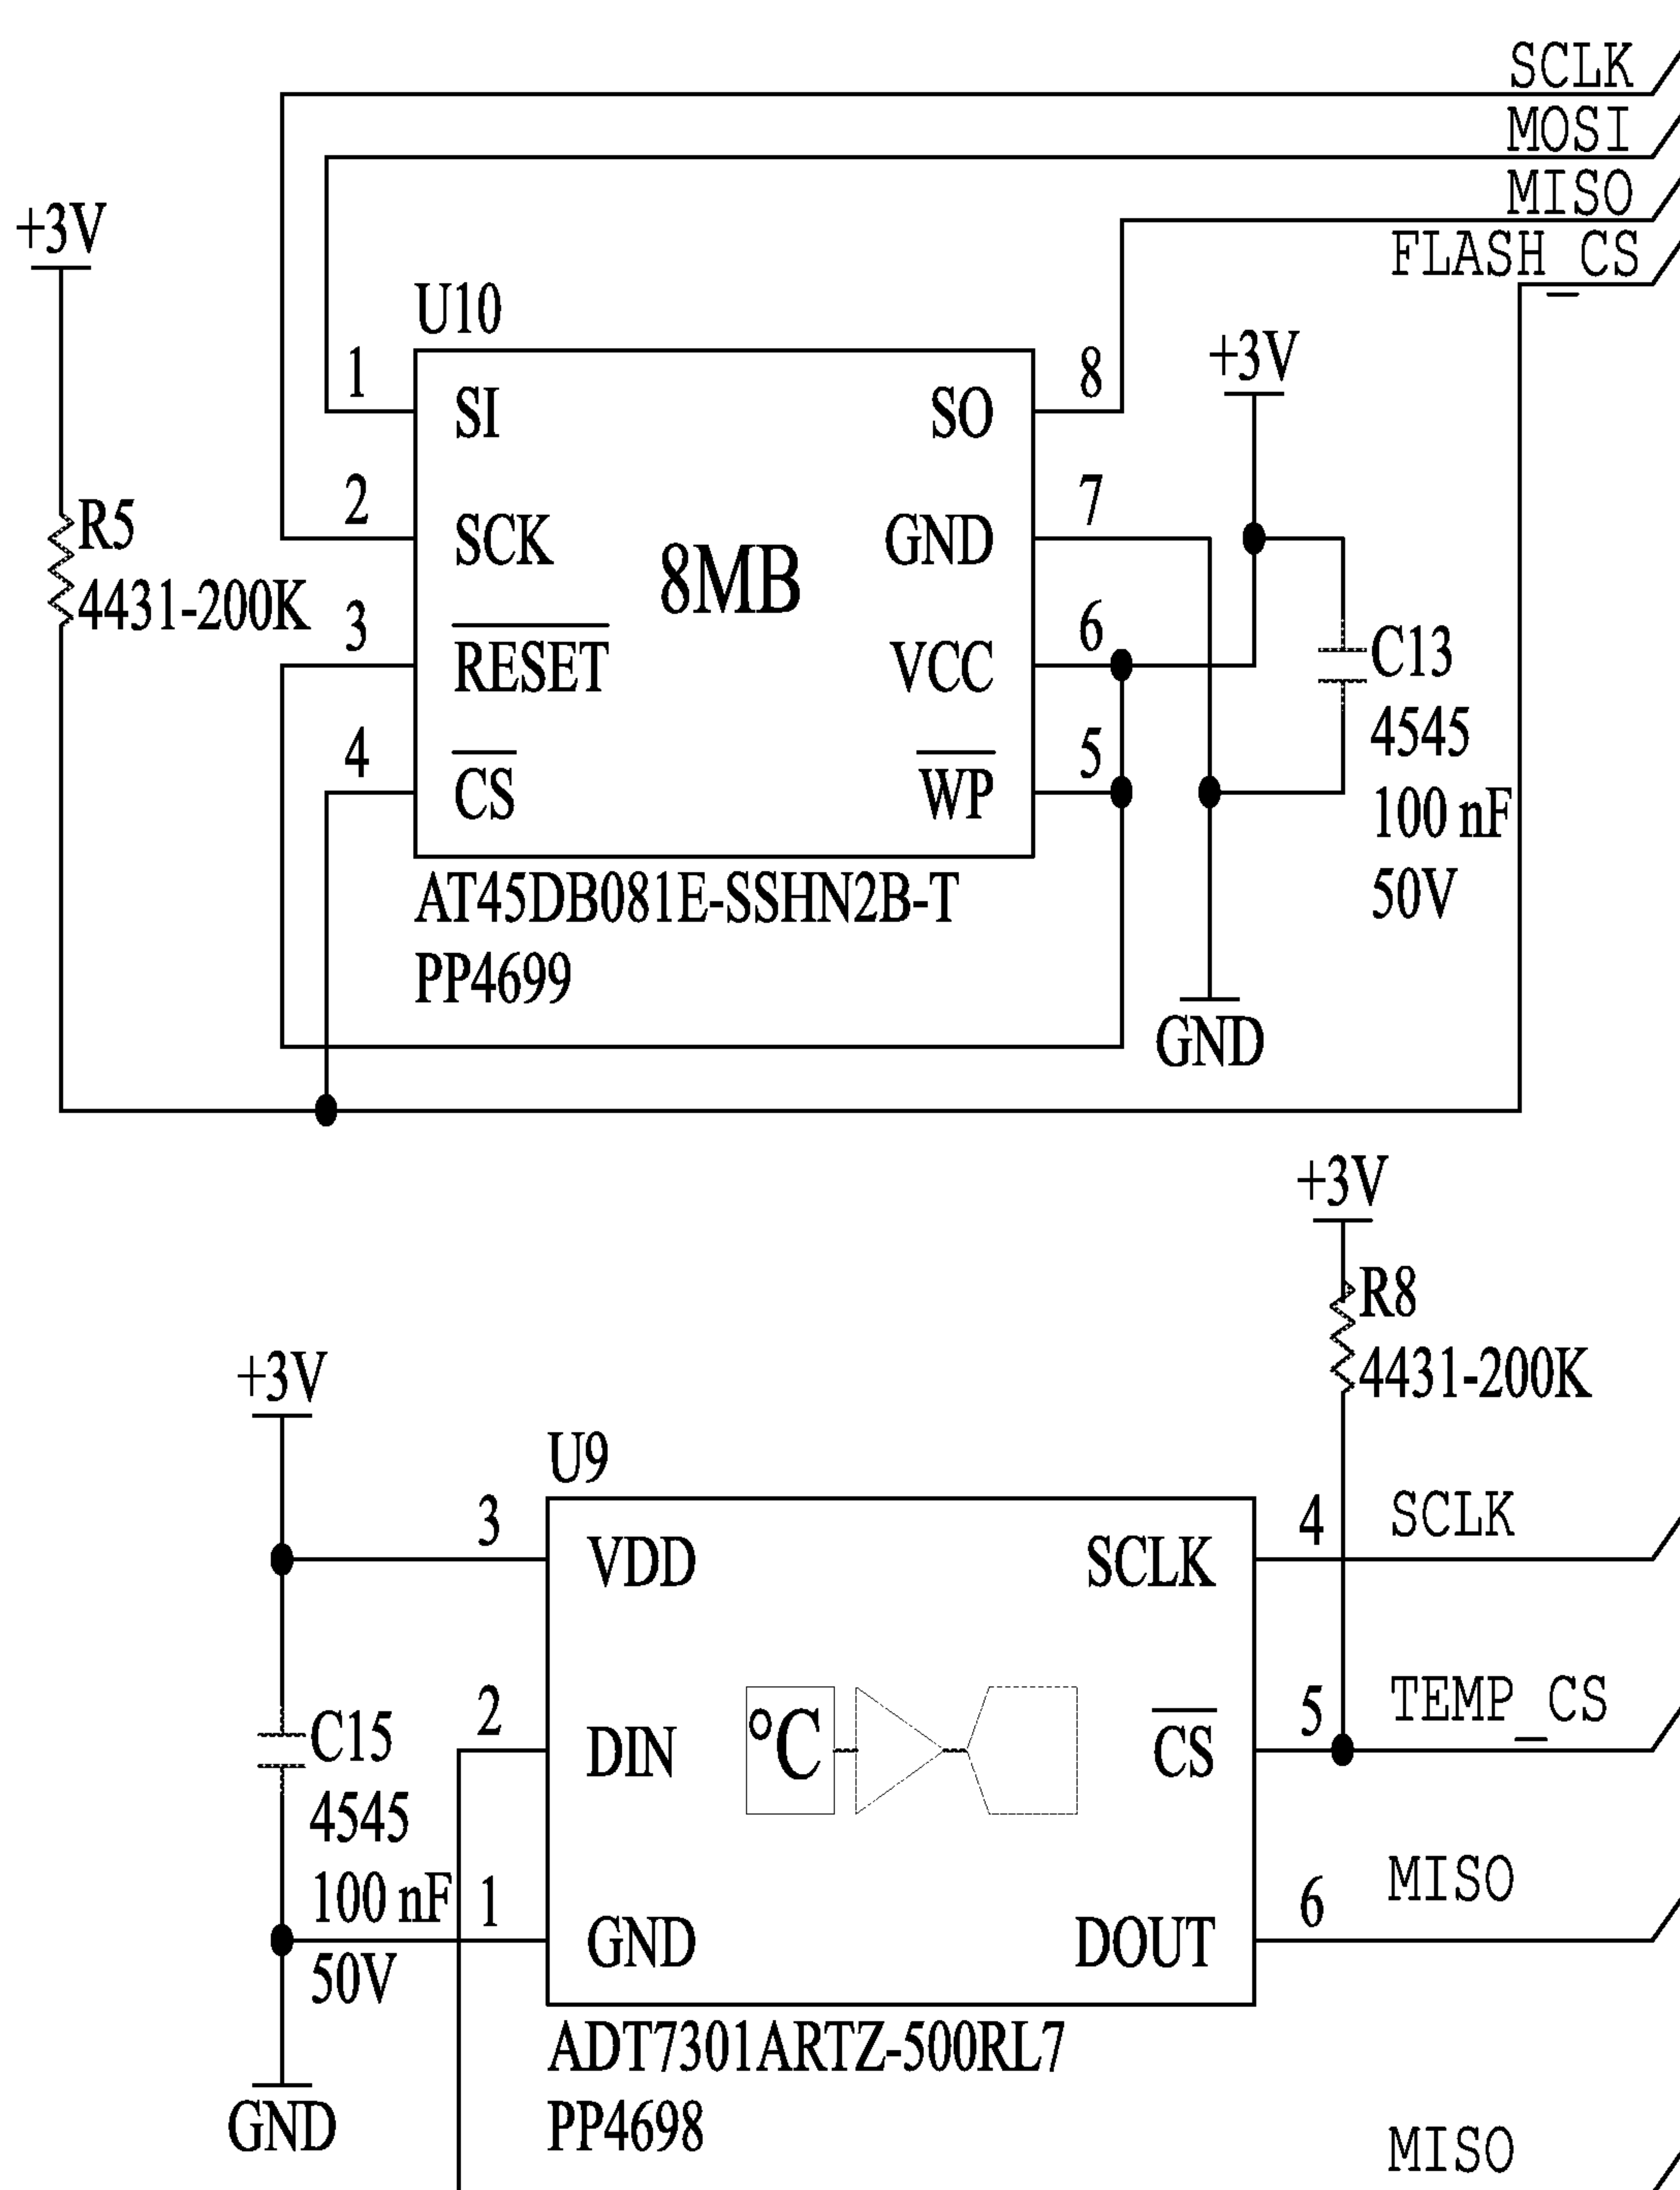 SCLK
MOSI
MISO
FLASH_CS
+3V
U10
+3V
1
SI
SO
8
R5
4431-200K
2
SCK
8MB
GND
7
3
RESET
VCC
6
C13
4545
100 nF
50V
4
CS
WP
5
AT45DB081E-SSHN2B-T
PP4699
GND
+3V
R8
4431-200K
+3V
U9
3
VDD
SCLK
4
SCLK
2
DIN
°C
CS
5
TEMP_CS
C15
4545
100 nF
50V
1
GND
DOUT
6
MISO
ADT7301ARTZ-500RL7
PP4698
GND
MISO